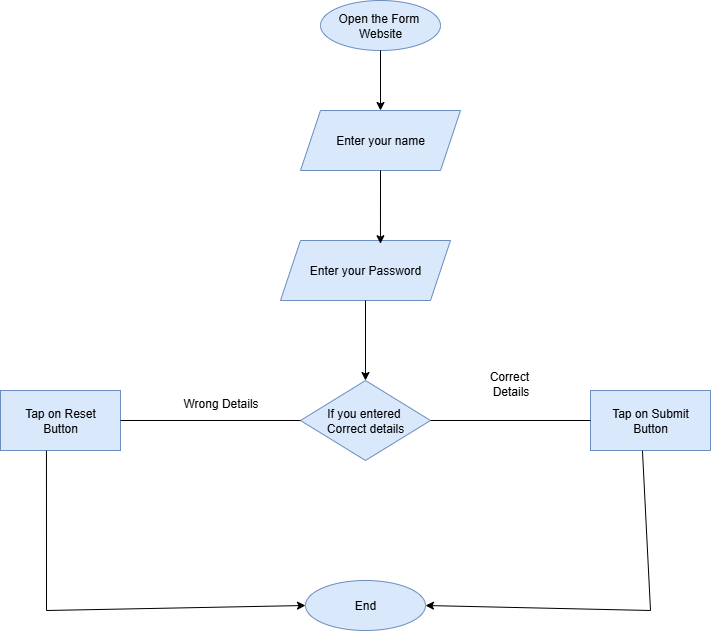 Open the Form
Website
Enter your name
Enter your Password
Correct
Details
Wrong Details
Tap on Reset
Button
If you entered
Correct details
Tap on Submit
Button
End